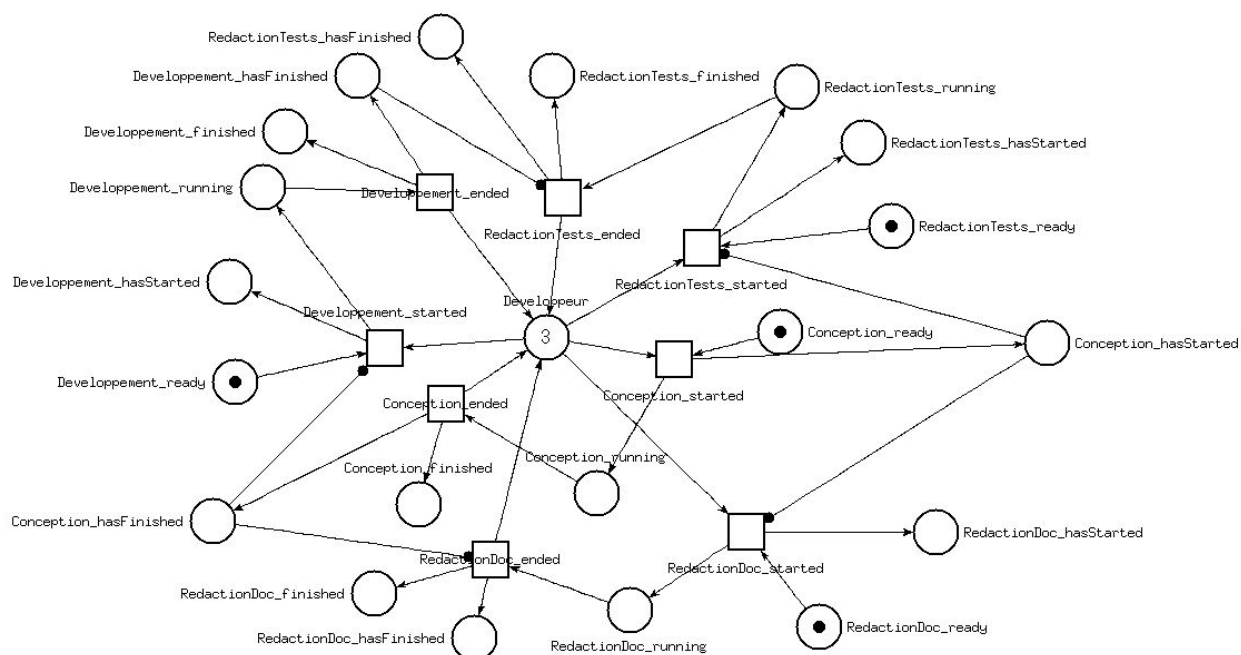 RedactionTests_hasFinished
Developpement_hasFinished
RedactionTests_finished
RedactionTests_running
Developpement_finished
RedactionTests_hasStarted
Developpement_running
Developpement_ended
RedactionTests_ended
RedactionTests_ready
Developpement_hasStarted
RedactionTests_started
Developpeur
Developpement_started
3
Conception_ready
Conception_hasStarted
Developpement_ready
Conception_ended
Conception_started
Conception_finished
Conception_running
Conception_hasFinished
RedactionDoc_ended
RedactionDoc_hasStarted
RedactionDoc_started
RedactionDoc_finished
RedactionDoc_hasFinished
RedactionDoc_running
RedactionDoc_ready